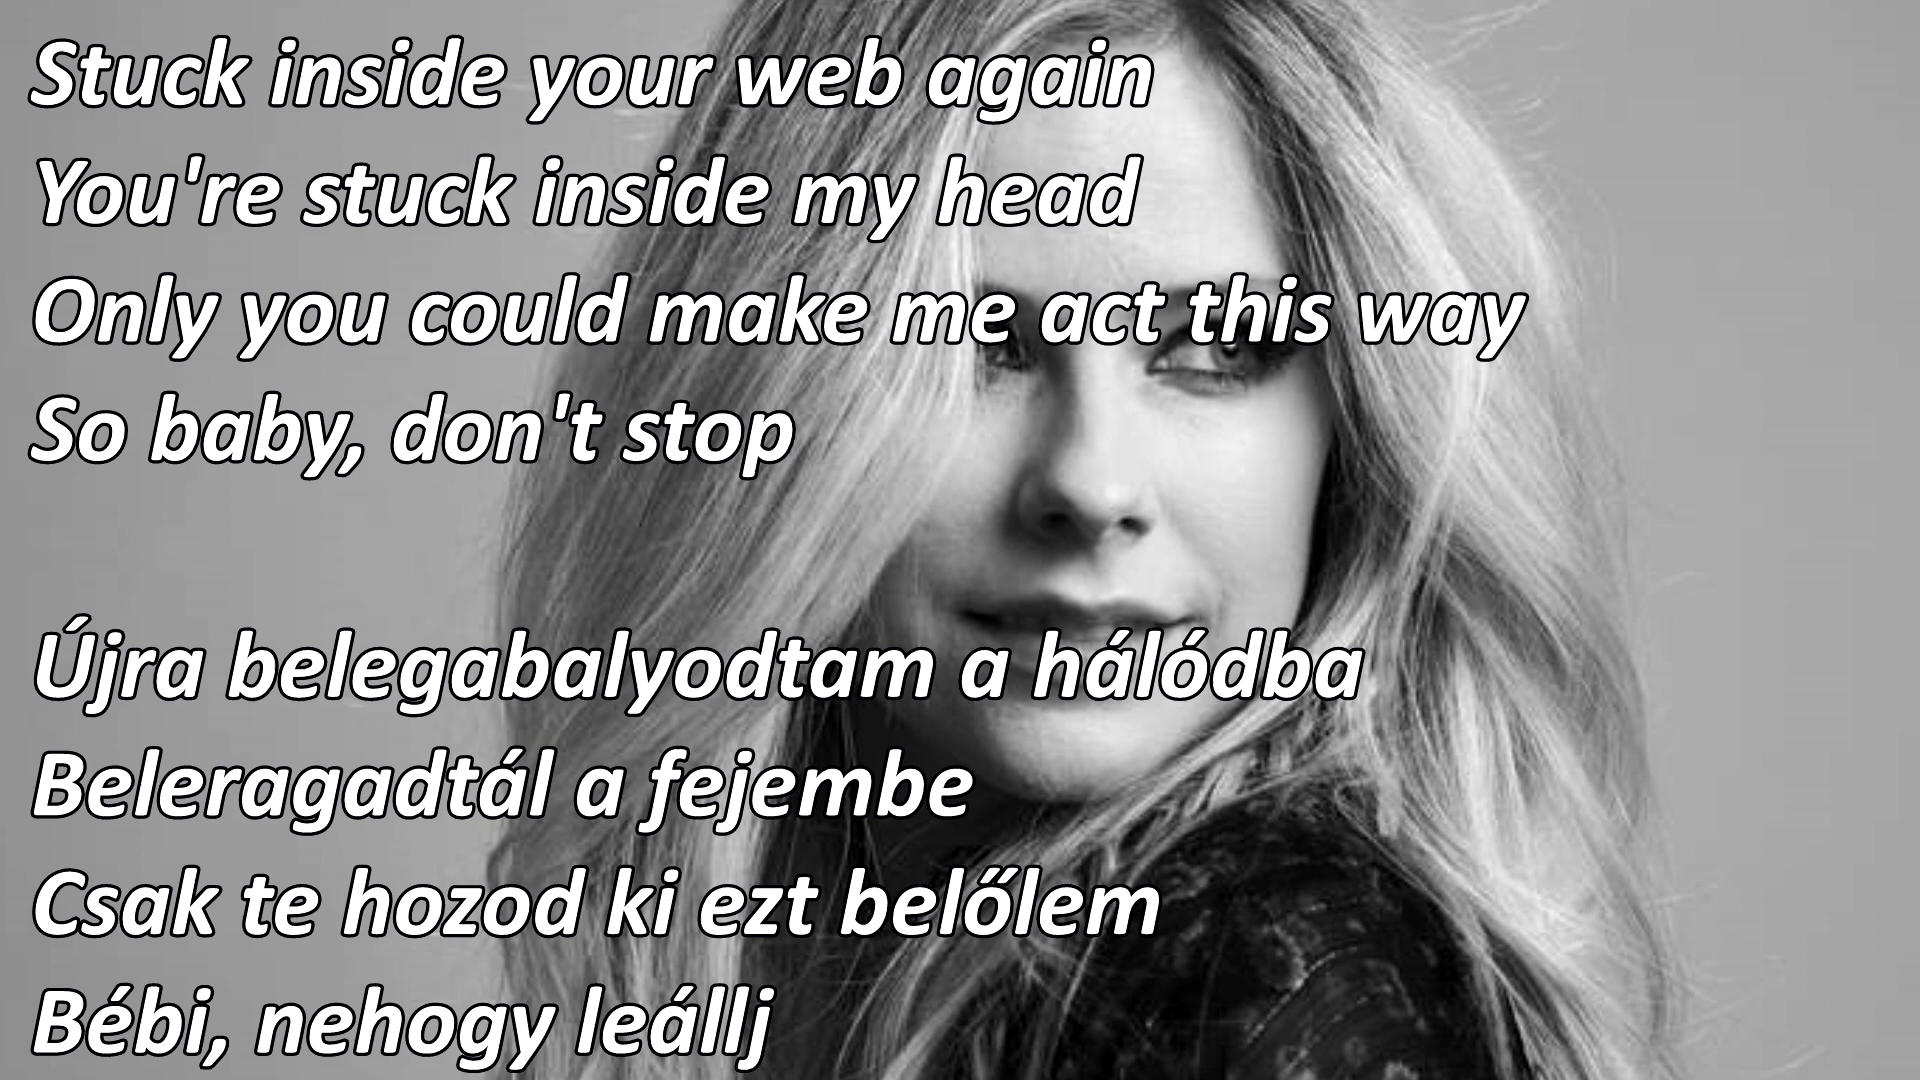 Stuck inside your web again
You're stuck inside my head
Only you could make me act this way
So baby, don't stop
Újra belegabalyodtam a hálódba
Beleragadtál a fejembe
Csak te hozod ki ezt belőlem
Bébi, nehogy leállj